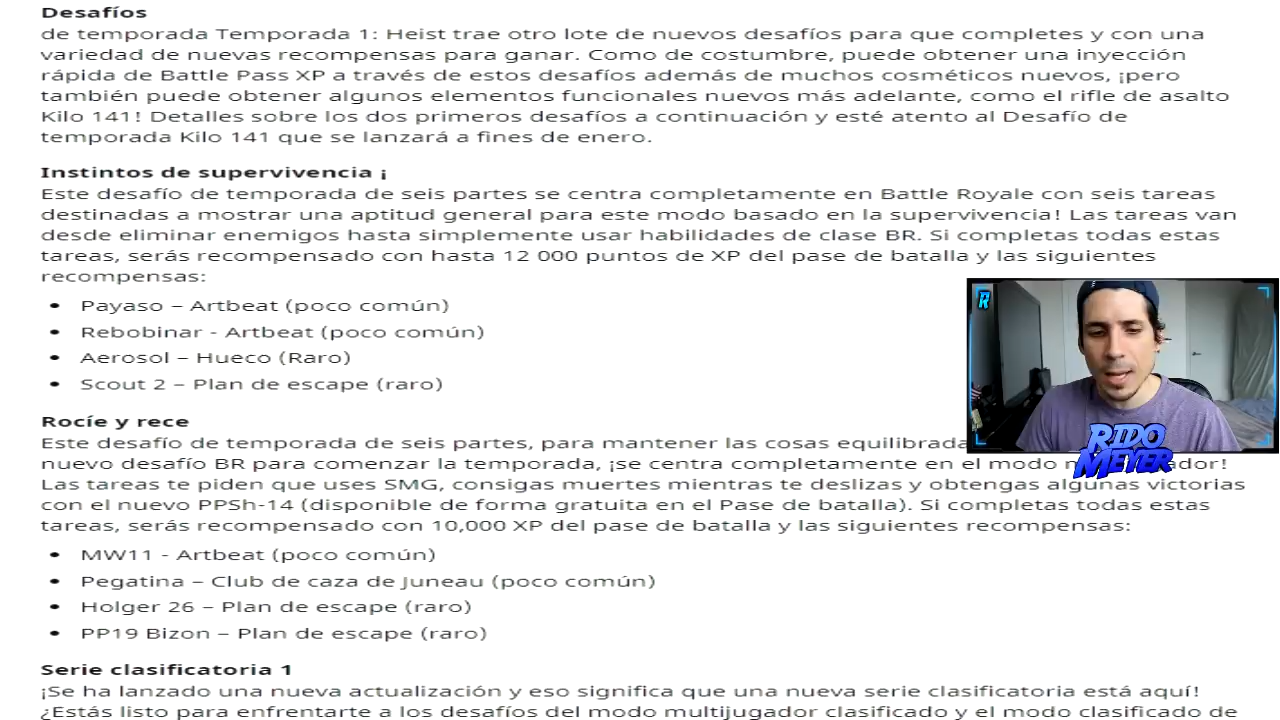 Desafíos
de temporada Temporada 1: Heist trae otro lote de nuevos desafíos para que completes y con una
variedad de nuevas recompensas para ganar. Como de costumbre, puede obtener una inyección
rápida de Battle Pass XP a través de estos desafíos además de muchos cosméticos nuevos, ¡pero
también puede obtener algunos elementos funcionales nuevos más adelante, como el rifle de asalto
Kilo 141! Detalles sobre los dos primeros desafíos a continuación y esté atento al Desafío de
temporada Kilo 141 que se lanzará a fines de enero.
Instintos de supervivencia ¡
Este desafío de temporada de seis partes se centra completamente en Battle Royale con seis tareas
destinadas a mostrar una aptitud general para este modo basado en la supervivencia! Las tareas van
desde eliminar enemigos hasta simplemente usar habilidades de clase BR. Si completas todas estas
tareas, serás recompensado con hasta 12 000 puntos de XP del pase de batalla y las siguientes
recompensas:
• Payaso – Artbeat (poco común)
• Rebobinar - Artbeat (poco común)
• Aerosol – Hueco (Raro)
• Scout 2 – Plan de escape (raro)
R
Rocíe y rece
Este desafío de temporada de seis partes, para mantener las cosas
nuevo desafío BR para comenzar la temporada, ¡se centra completamente en el modo
RIDO
MEYER
Las tareas te piden que uses SMG, consigas muertes mientras te deslizas y obtengas algunas victorias
con el nuevo PPSh-14 (disponible de forma gratuita en el Pase de batalla). Si completas todas estas
tareas, serás recompensado con 10,000 XP del pase de batalla y las siguientes recompensas:
• MW11 - Artbeat (poco común)
• Pegatina – Club de caza de Juneau (poco común)
• Holger 26 – Plan de escape (raro)
• PP19 Bizon – Plan de escape (raro)
Serie clasificatoria 1
¡Se ha lanzado una nueva actualización y eso significa que una nueva serie clasificatoria está aquí!
¿Estás listo para enfrentarte a los desafíos del modo multijugador clasificado y el modo clasificado de